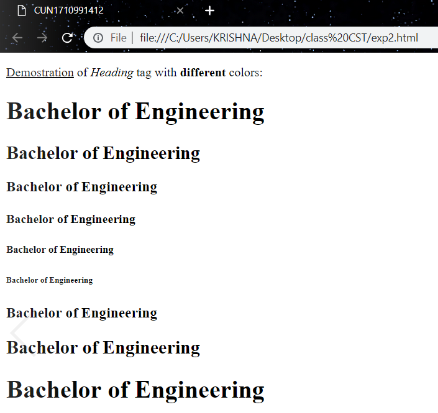 CUN1710991412
File | file:///C:/Users/KRISHNA/Desktop/class%20CST/exp2.html
Demostration of Heading tag with different colors:
Bachelor of Engineering
Bachelor of Engineering
Bachelor of Engineering
Bachelor of Engineering
Bachelor of Engineering
Bachelor of Engineering
Bachelor of Engineering
Bachelor of Engineering
Bachelor of Engineering